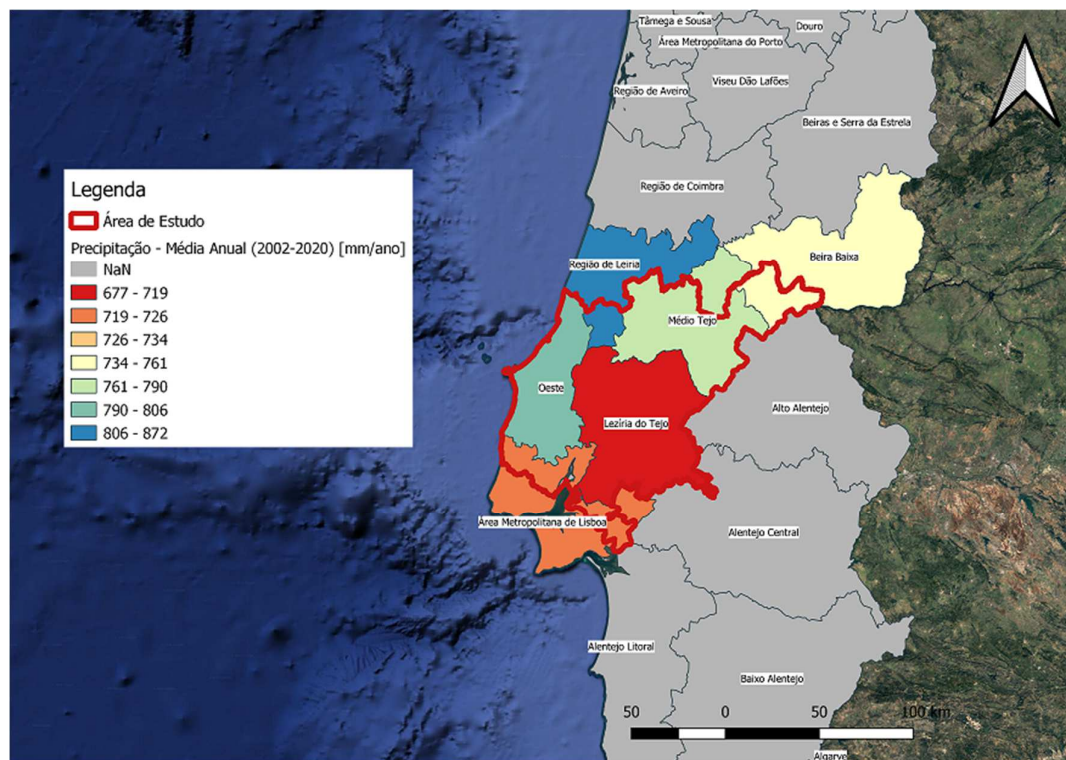 Tâmega e Sousa
Douro
Área Metropolitana do Porto
Viseu Dão Lafões
Região de Aveiro
Beiras e Serra da Estrela
Região de Coimbra
Legenda
Área de Estudo
Precipitação - Média Anual (2002-2020) [mm/ano]
NaN
677 - 719
719 - 726
726 - 734
734 - 761
761 - 790
790 - 806
806 - 872
Região de Leiria
Beira Baixa
Médio Tejo
Oeste
Alto Alentejo
Lezíria do Tejo
Área Metropolitana de Lisboa
Alentejo Central
Alentejo Litoral
Baixo Alentejo
50 0 50 100 km
Algarve